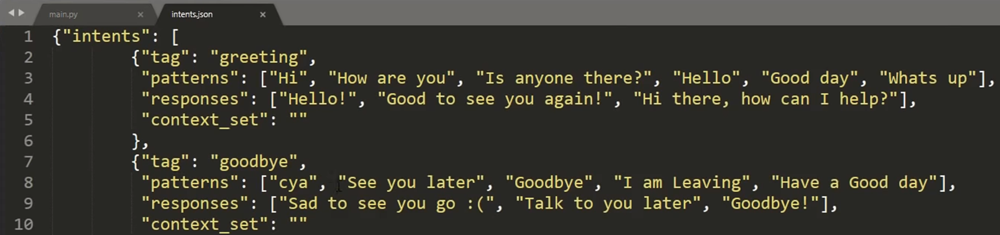 main.py × intents.json ×
1 {"intents": [
2 {"tag": "greeting",
3 "patterns": ["Hi", "How are you", "Is anyone there?", "Hello", "Good day", "Whats up"],
4 "responses": ["Hello!", "Good to see you again!", "Hi there, how can I help?"],
5 "context_set": ""
6 },
7 {"tag": "goodbye",
8 "patterns": ["cya", "See you later", "Goodbye", "I am Leaving", "Have a Good day"],
9 "responses": ["Sad to see you go :(", "Talk to you later", "Goodbye!"],
10 "context_set": ""